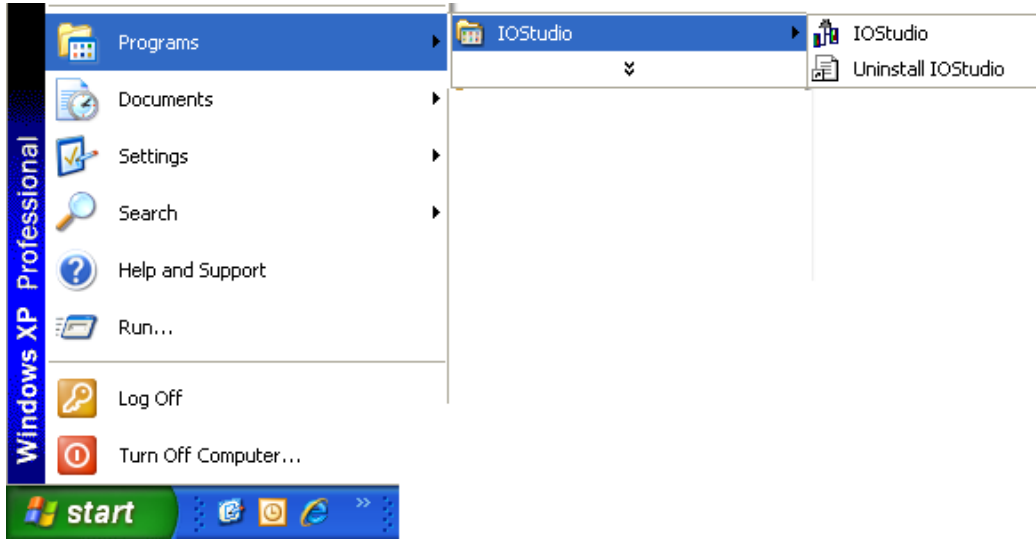 Programs
IOStudio
IOStudio
Uninstall IOStudio
Documents
Settings
Search
Help and Support
Run...
Log Off
Turn Off Computer...
Windows XP Professional
start